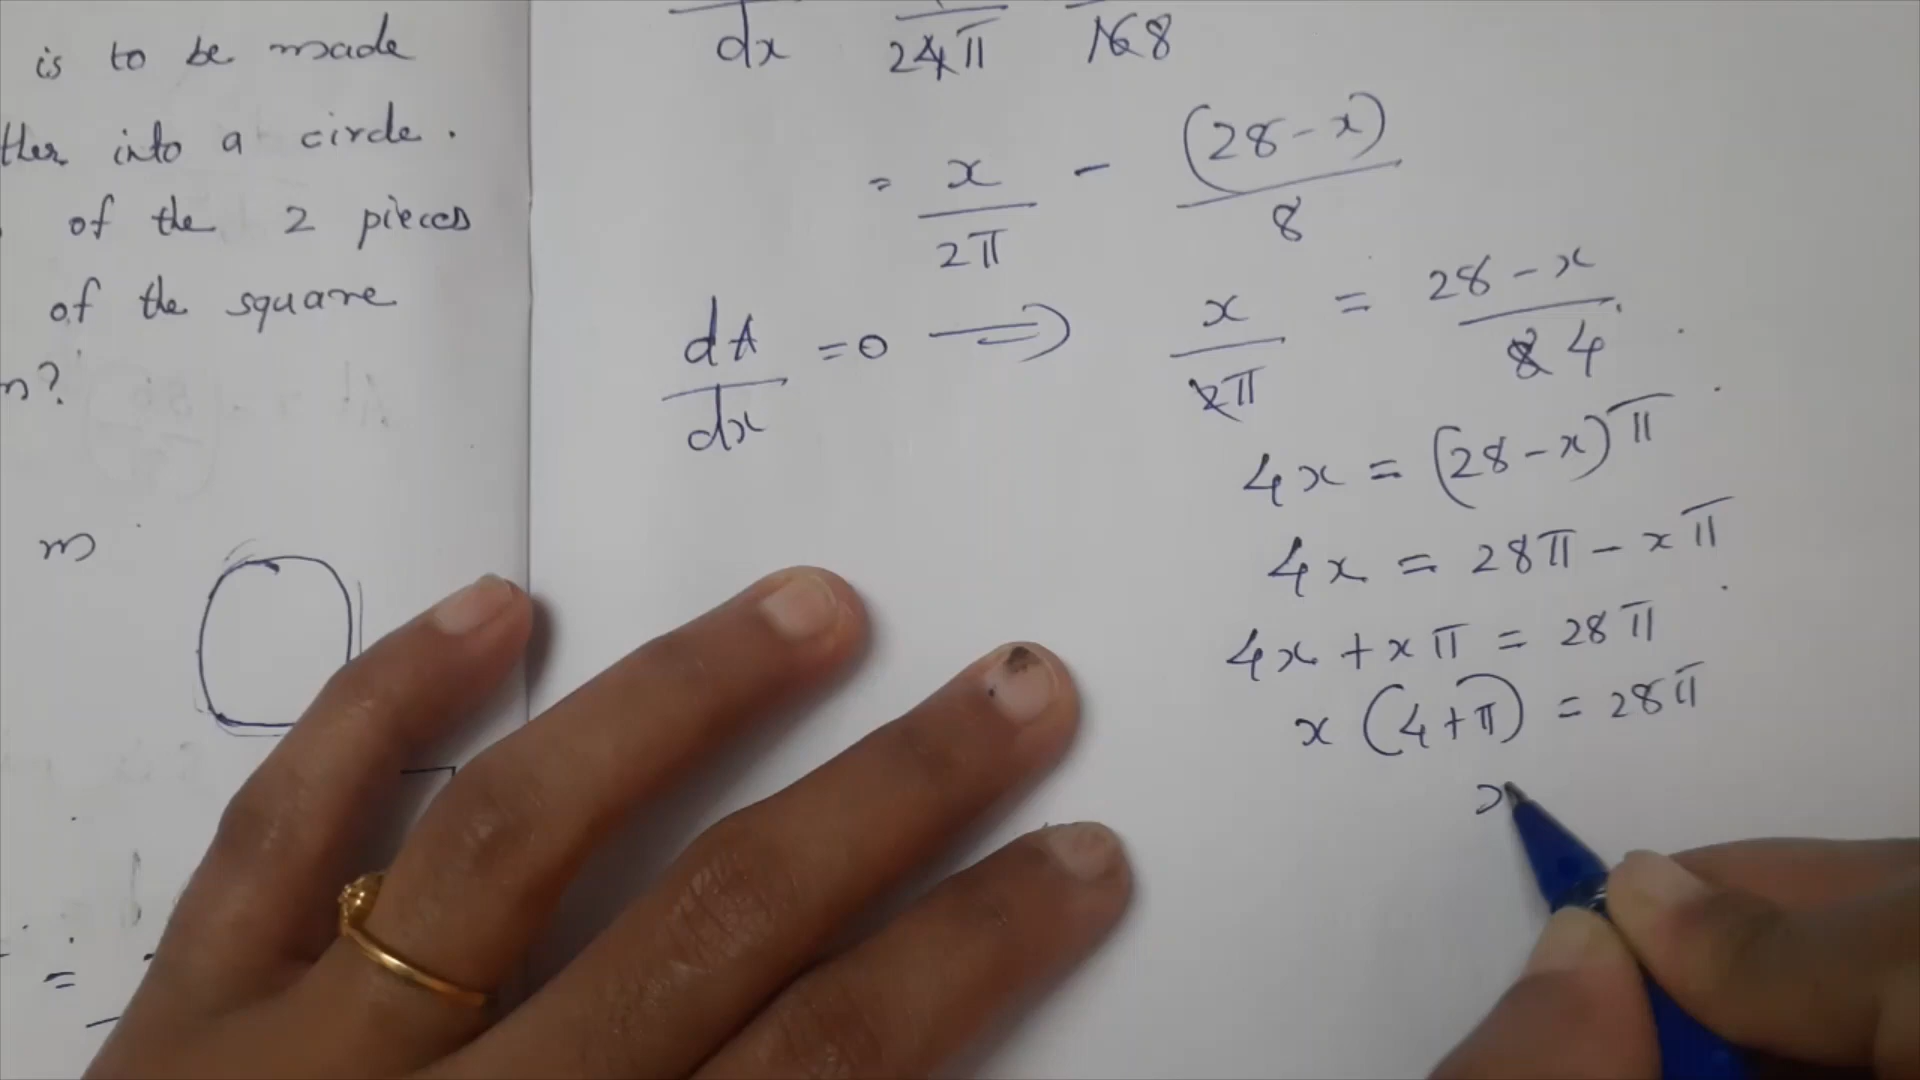 is to be made
ther into a circle.
of the 2 pieces
of the square
n?
m
=
dx 24π 168
= x/2π - (28-x)/8
dA/dx =0 ⟹ x/2π = 28-x/8 4
4x = (28-x)π
4x = 28π - xπ
4x + xπ = 28π
x (4+π) = 28π
x